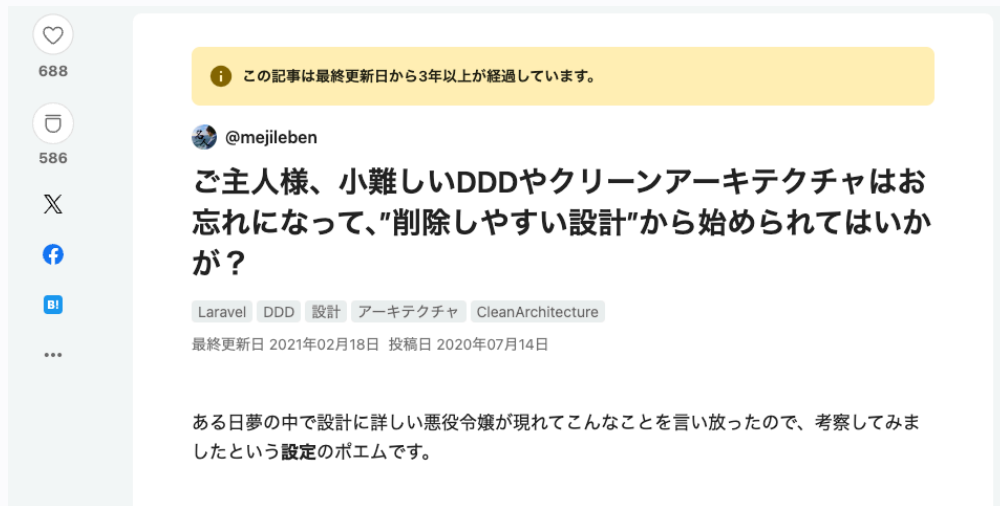 688
586
B!
この記事は最終更新日から3年以上が経過しています。
@mejileben
ご主人様、小難しいDDDやクリーンアーキテクチャはお
忘れになって、"削除しやすい設計"から始められてはいか
が？
Laravel DDD 設計 アーキテクチャ CleanArchitecture
最終更新日 2021年02月18日 投稿日 2020年07月14日
ある日夢の中で設計に詳しい悪役令嬢が現れてこんなことを言い放ったので、考察してみま
したという設定のポエムです。